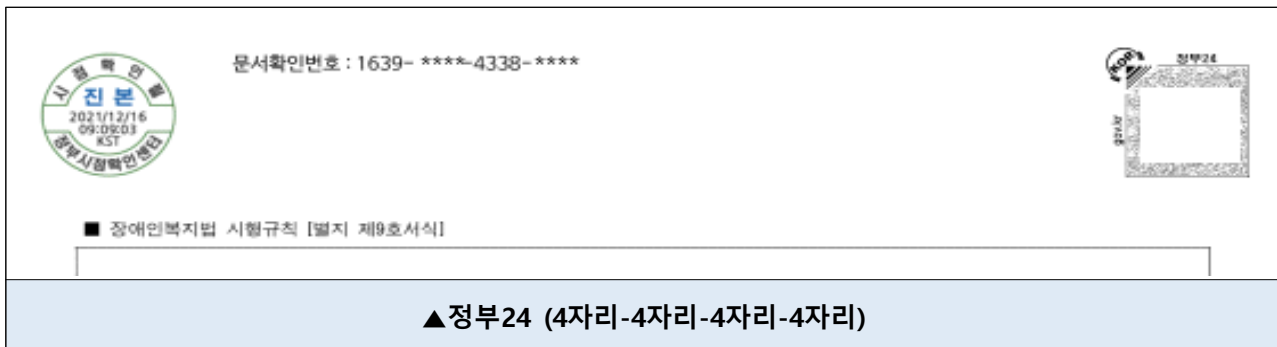 시점확인필
진 본
2021/12/16
09:09:03
KST
정부시점확인센터
문서확인번호 : 1639- ****-4338-****
정부24
gov.kr
■ 장애인복지법 시행규칙 [별지 제9호서식]
▲정부24 (4자리-4자리-4자리-4자리)